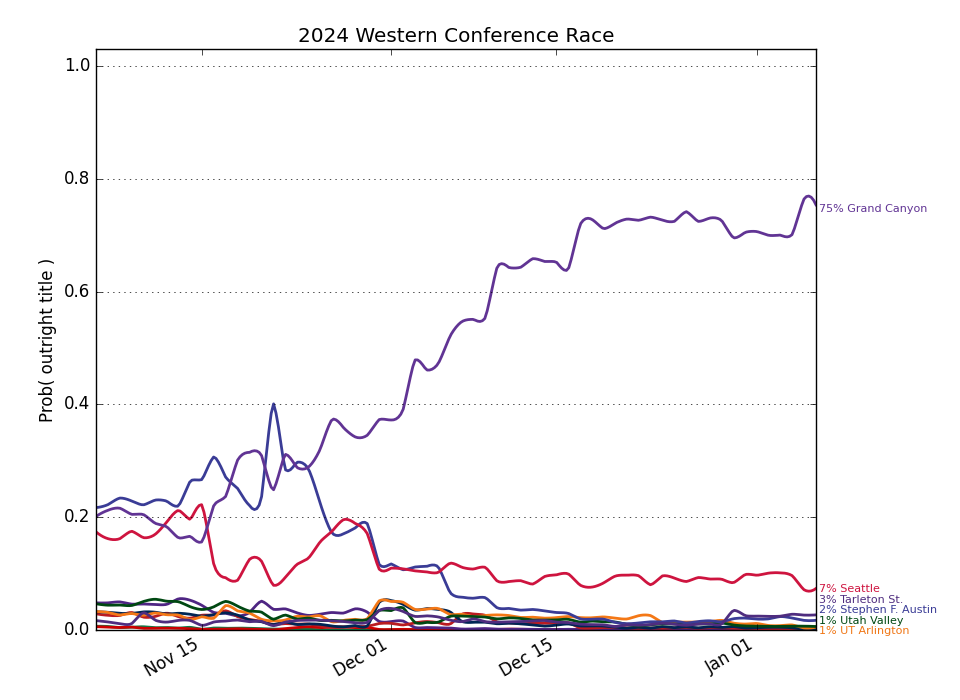 2024 Western Conference Race
Prob( outright title )
1.0
0.8
0.6
0.4
0.2
0.0
75% Grand Canyon
7% Seattle
3% Tarleton St.
2% Stephen F. Austin
1% Utah Valley
1% UT Arlington
Nov 15
Dec 01
Dec 15
Jan 01